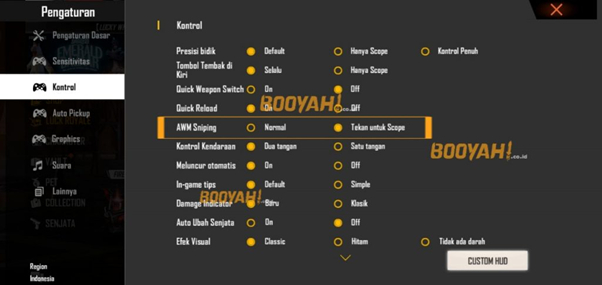 Pengaturan
Pengaturan Dasar
Sensitivitas
Kontrol
Auto Pickup
Graphics
Suara
Lainnya
COLLECTION
SENJATA
Region
Indonesia
Kontrol
Presisi bidik Default Hanya Scope Kontrol Penuh
Tombol Tembak di Kiri Selalu Hanya Scope
Quick Weapon Switch On Off
Quick Reload On Off
AWM Sniping Normal Tekan untuk Scope
Kontrol Kendaraan Dua tangan Satu tangan
Meluncur otomatis On Off
In-game tips Default Simple
Damage Indicator Baru Klasik
Auto Ubah Senjata On Off
Efek Visual Classic Hitam Tidak ada darah
CUSTOM HUD
BOOYAH!
BOOYAH! .co.id
BOOYAH!